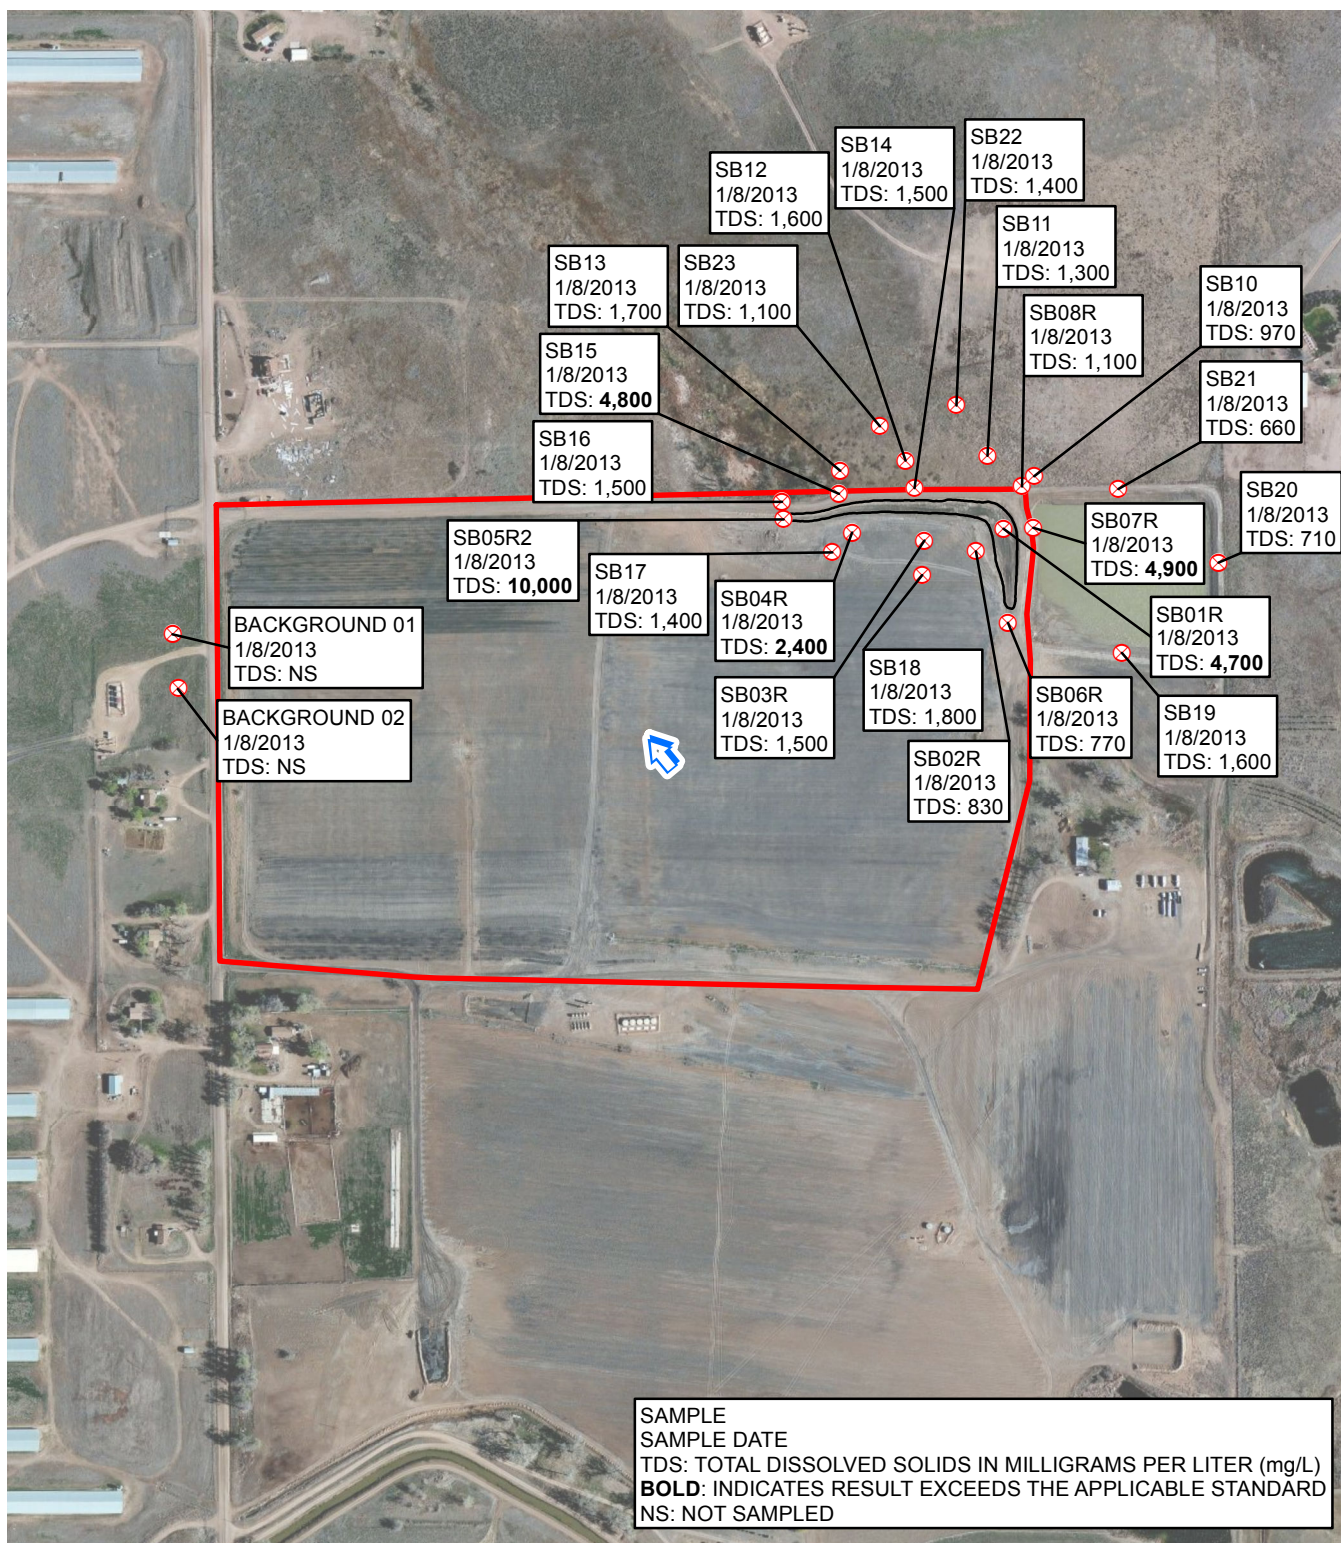 SB14
1/8/2013
TDS: 1,500
SB22
1/8/2013
TDS: 1,400
SB12
1/8/2013
TDS: 1,600
SB11
1/8/2013
TDS: 1,300
SB13
1/8/2013
TDS: 1,700
SB23
1/8/2013
TDS: 1,100
SB10
1/8/2013
TDS: 970
SB08R
1/8/2013
TDS: 1,100
SB15
1/8/2013
TDS: 4,800
SB21
1/8/2013
TDS: 660
SB16
1/8/2013
TDS: 1,500
SB20
1/8/2013
TDS: 710
SB07R
1/8/2013
TDS: 4,900
SB05R2
1/8/2013
TDS: 10,000
SB17
1/8/2013
TDS: 1,400
SB04R
1/8/2013
TDS: 2,400
SB01R
1/8/2013
TDS: 4,700
BACKGROUND 01
1/8/2013
TDS: NS
SB18
1/8/2013
TDS: 1,800
SB03R
1/8/2013
TDS: 1,500
SB06R
1/8/2013
TDS: 770
SB19
1/8/2013
TDS: 1,600
BACKGROUND 02
1/8/2013
TDS: NS
SB02R
1/8/2013
TDS: 830
SAMPLE
SAMPLE DATE
TDS: TOTAL DISSOLVED SOLIDS IN MILLIGRAMS PER LITER (mg/L)
BOLD: INDICATES RESULT EXCEEDS THE APPLICABLE STANDARD
NS: NOT SAMPLED